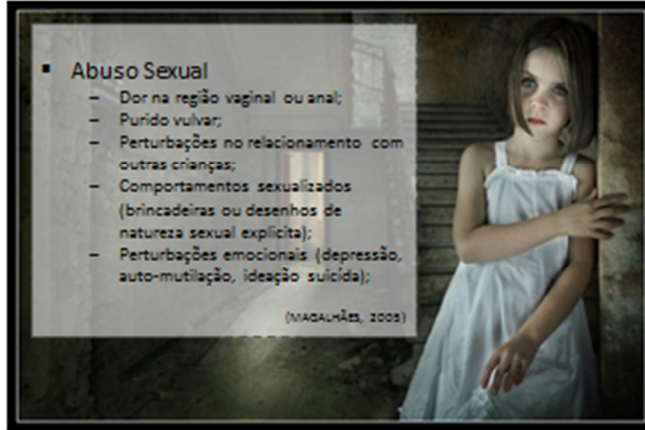 Abuso Sexual
– Dor na região vaginal ou anal;
– Purido vulvar;
– Perturbações no relacionamento com
outras crianças;
– Comportamentos sexualizados
(brincadeiras ou desenhos de
natureza sexual explicita);
– Perturbações emocionais (depressão,
auto-mutilação, ideação suicida);
(MAGALHÃES, 2005)